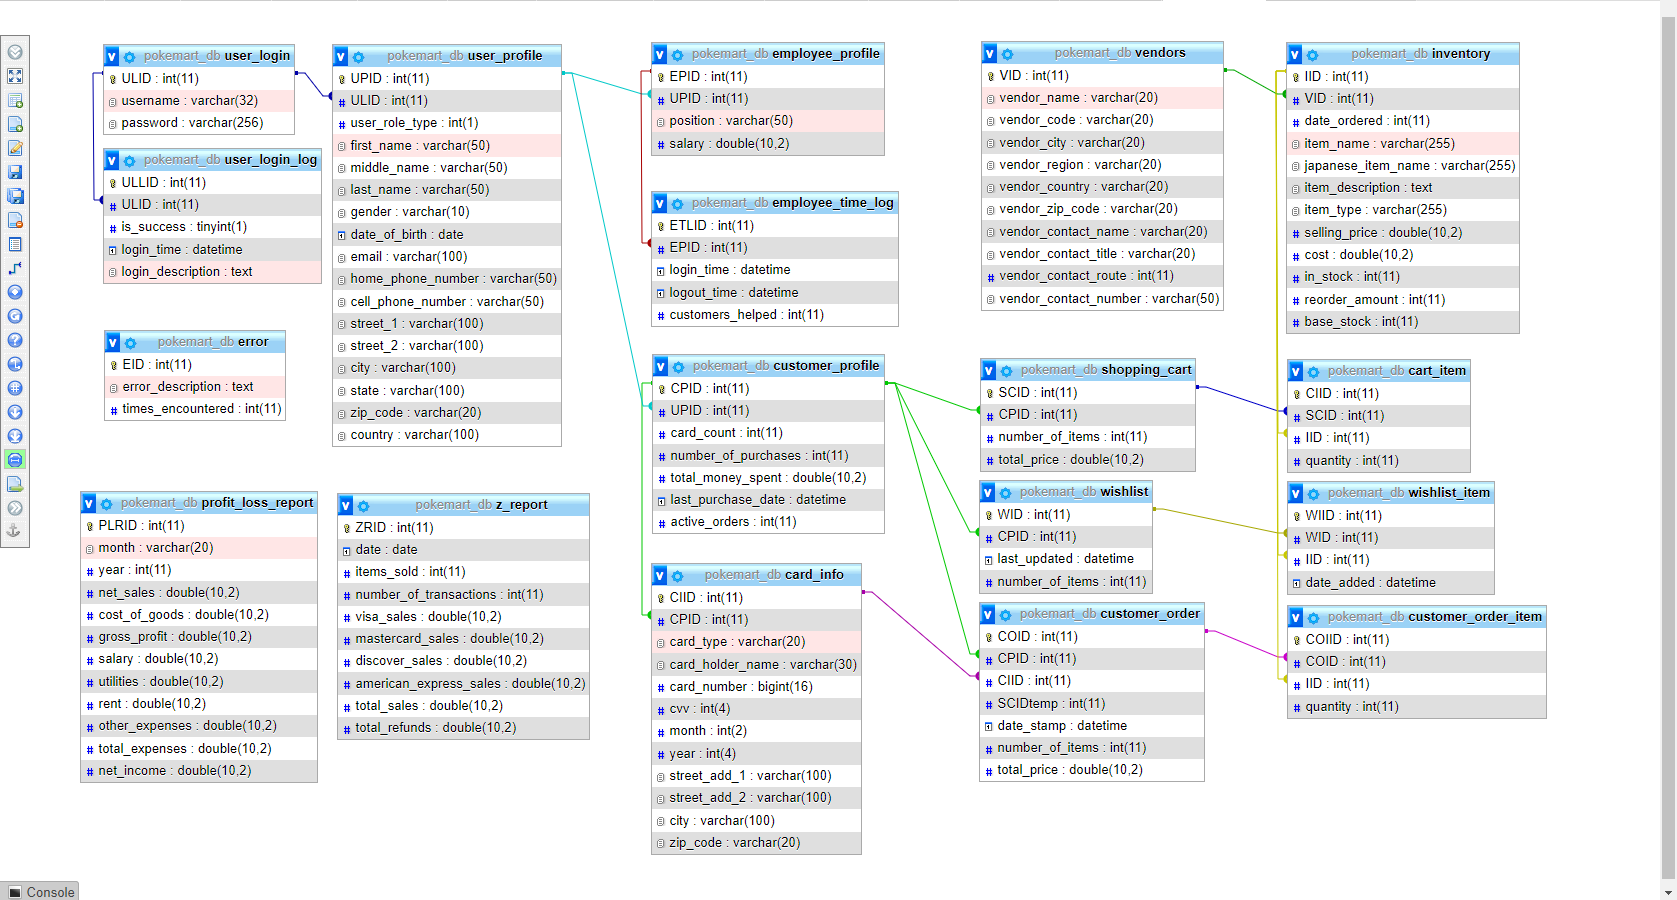 pokemart_db user_login
ULID : int(11)
username : varchar(32)
password : varchar(256)
pokemart_db user_login_log
ULLID : int(11)
ULID : int(11)
is_success : tinyint(1)
login_time : datetime
login_description : text
pokemart_db error
EID : int(11)
error_description : text
times_encountered : int(11)
pokemart_db profit_loss_report
PLRID : int(11)
month : varchar(20)
year : int(11)
net_sales : double(10,2)
cost_of_goods : double(10,2)
gross_profit : double(10,2)
salary : double(10,2)
utilities : double(10,2)
rent : double(10,2)
other_expenses : double(10,2)
total_expenses : double(10,2)
net_income : double(10,2)
pokemart_db user_profile
UPID : int(11)
ULID : int(11)
user_role_type : int(1)
first_name : varchar(50)
middle_name : varchar(50)
last_name : varchar(50)
gender : varchar(10)
date_of_birth : date
email : varchar(100)
home_phone_number : varchar(50)
cell_phone_number : varchar(50)
street_1 : varchar(100)
street_2 : varchar(100)
city : varchar(100)
state : varchar(100)
zip_code : varchar(20)
country : varchar(100)
pokemart_db z_report
ZRID : int(11)
date : date
items_sold : int(11)
number_of_transactions : int(11)
visa_sales : double(10,2)
mastercard_sales : double(10,2)
discover_sales : double(10,2)
american_express_sales : double(10,2)
total_sales : double(10,2)
total_refunds : double(10,2)
pokemart_db employee_profile
EPID : int(11)
UPID : int(11)
position : varchar(50)
salary : double(10,2)
pokemart_db employee_time_log
ETLID : int(11)
EPID : int(11)
login_time : datetime
logout_time : datetime
customers_helped : int(11)
pokemart_db customer_profile
CPID : int(11)
UPID : int(11)
card_count : int(11)
number_of_purchases : int(11)
total_money_spent : double(10,2)
last_purchase_date : datetime
active_orders : int(11)
pokemart_db card_info
CIID : int(11)
CPID : int(11)
card_type : varchar(20)
card_holder_name : varchar(30)
card_number : bigint(16)
cvv : int(4)
month : int(2)
year : int(4)
street_add_1 : varchar(100)
street_add_2 : varchar(100)
city : varchar(100)
zip_code : varchar(20)
pokemart_db vendors
VID : int(11)
vendor_name : varchar(20)
vendor_code : varchar(20)
vendor_city : varchar(20)
vendor_region : varchar(20)
vendor_country : varchar(20)
vendor_zip_code : varchar(20)
vendor_contact_name : varchar(20)
vendor_contact_title : varchar(20)
vendor_contact_route : int(11)
vendor_contact_number : varchar(50)
pokemart_db shopping_cart
SCID : int(11)
CPID : int(11)
number_of_items : int(11)
total_price : double(10,2)
pokemart_db wishlist
WID : int(11)
CPID : int(11)
last_updated : datetime
number_of_items : int(11)
pokemart_db customer_order
COID : int(11)
CPID : int(11)
CIID : int(11)
SCIDtemp : int(11)
date_stamp : datetime
number_of_items : int(11)
total_price : double(10,2)
pokemart_db inventory
IID : int(11)
VID : int(11)
date_ordered : int(11)
item_name : varchar(255)
japanese_item_name : varchar(255)
item_description : text
item_type : varchar(255)
selling_price : double(10,2)
cost : double(10,2)
in_stock : int(11)
reorder_amount : int(11)
base_stock : int(11)
pokemart_db cart_item
CIID : int(11)
SCID : int(11)
IID : int(11)
quantity : int(11)
pokemart_db wishlist_item
WIID : int(11)
WID : int(11)
IID : int(11)
date_added : datetime
pokemart_db customer_order_item
COIID : int(11)
COID : int(11)
IID : int(11)
quantity : int(11)
Console